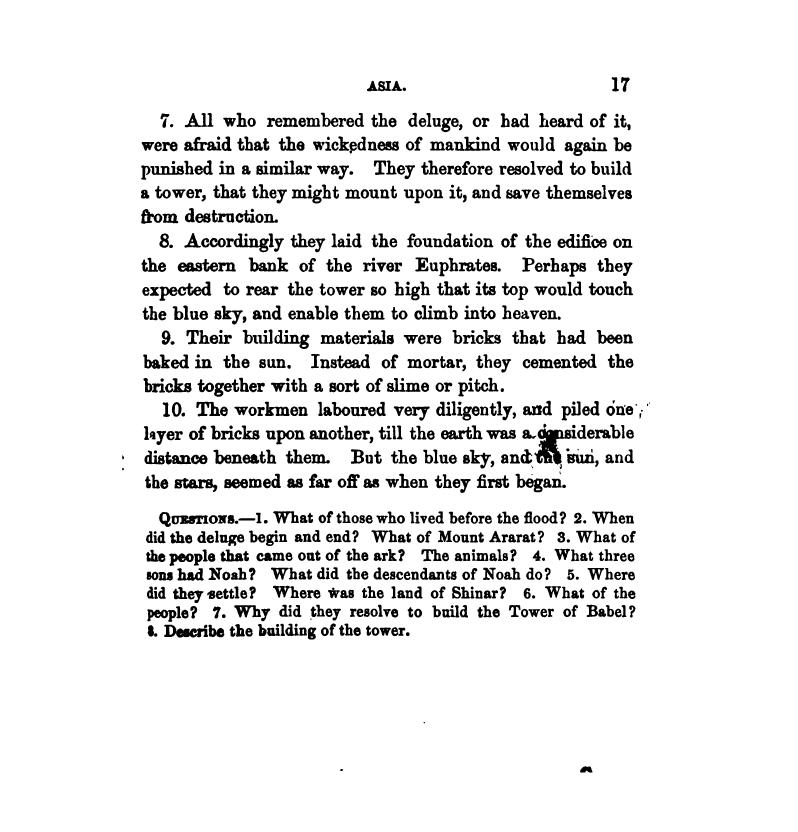 ASIA. 17
7. All who remembered the deluge, or had heard of it,
were afraid that the wickedness of mankind would again be
punished in a similar way. They therefore resolved to build
a tower, that they might mount upon it, and save themselves
from destruction.
8. Accordingly they laid the foundation of the edifice on
the eastern bank of the river Euphrates. Perhaps they
expected to rear the tower so high that its top would touch
the blue sky, and enable them to climb into heaven.
9. Their building materials were bricks that had been
baked in the sun. Instead of mortar, they cemented the
bricks together with a sort of slime or pitch.
10. The workmen laboured very diligently, and piled one
layer of bricks upon another, till the earth was a considerable
distance beneath them. But the blue sky, and the sun, and
the stars, seemed as far off as when they first began.
QUESTIONS.—1. What of those who lived before the flood? 2. When
did the deluge begin and end? What of Mount Ararat? 3. What of
the people that came out of the ark? The animals? 4. What three
sons had Noah? What did the descendants of Noah do? 5. Where
did they settle? Where was the land of Shinar? 6. What of the
people? 7. Why did they resolve to build the Tower of Babel?
8. Describe the building of the tower.